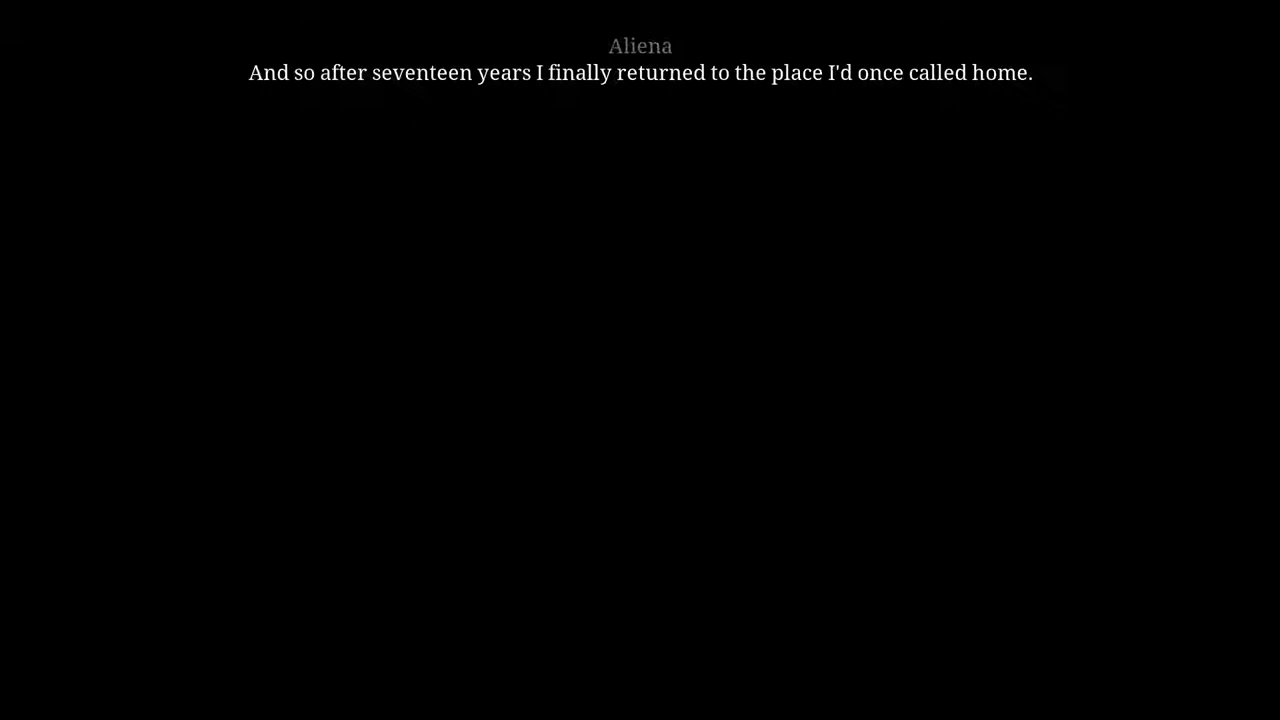 Aliena
And so after seventeen years I finally returned to the place I'd once called home.